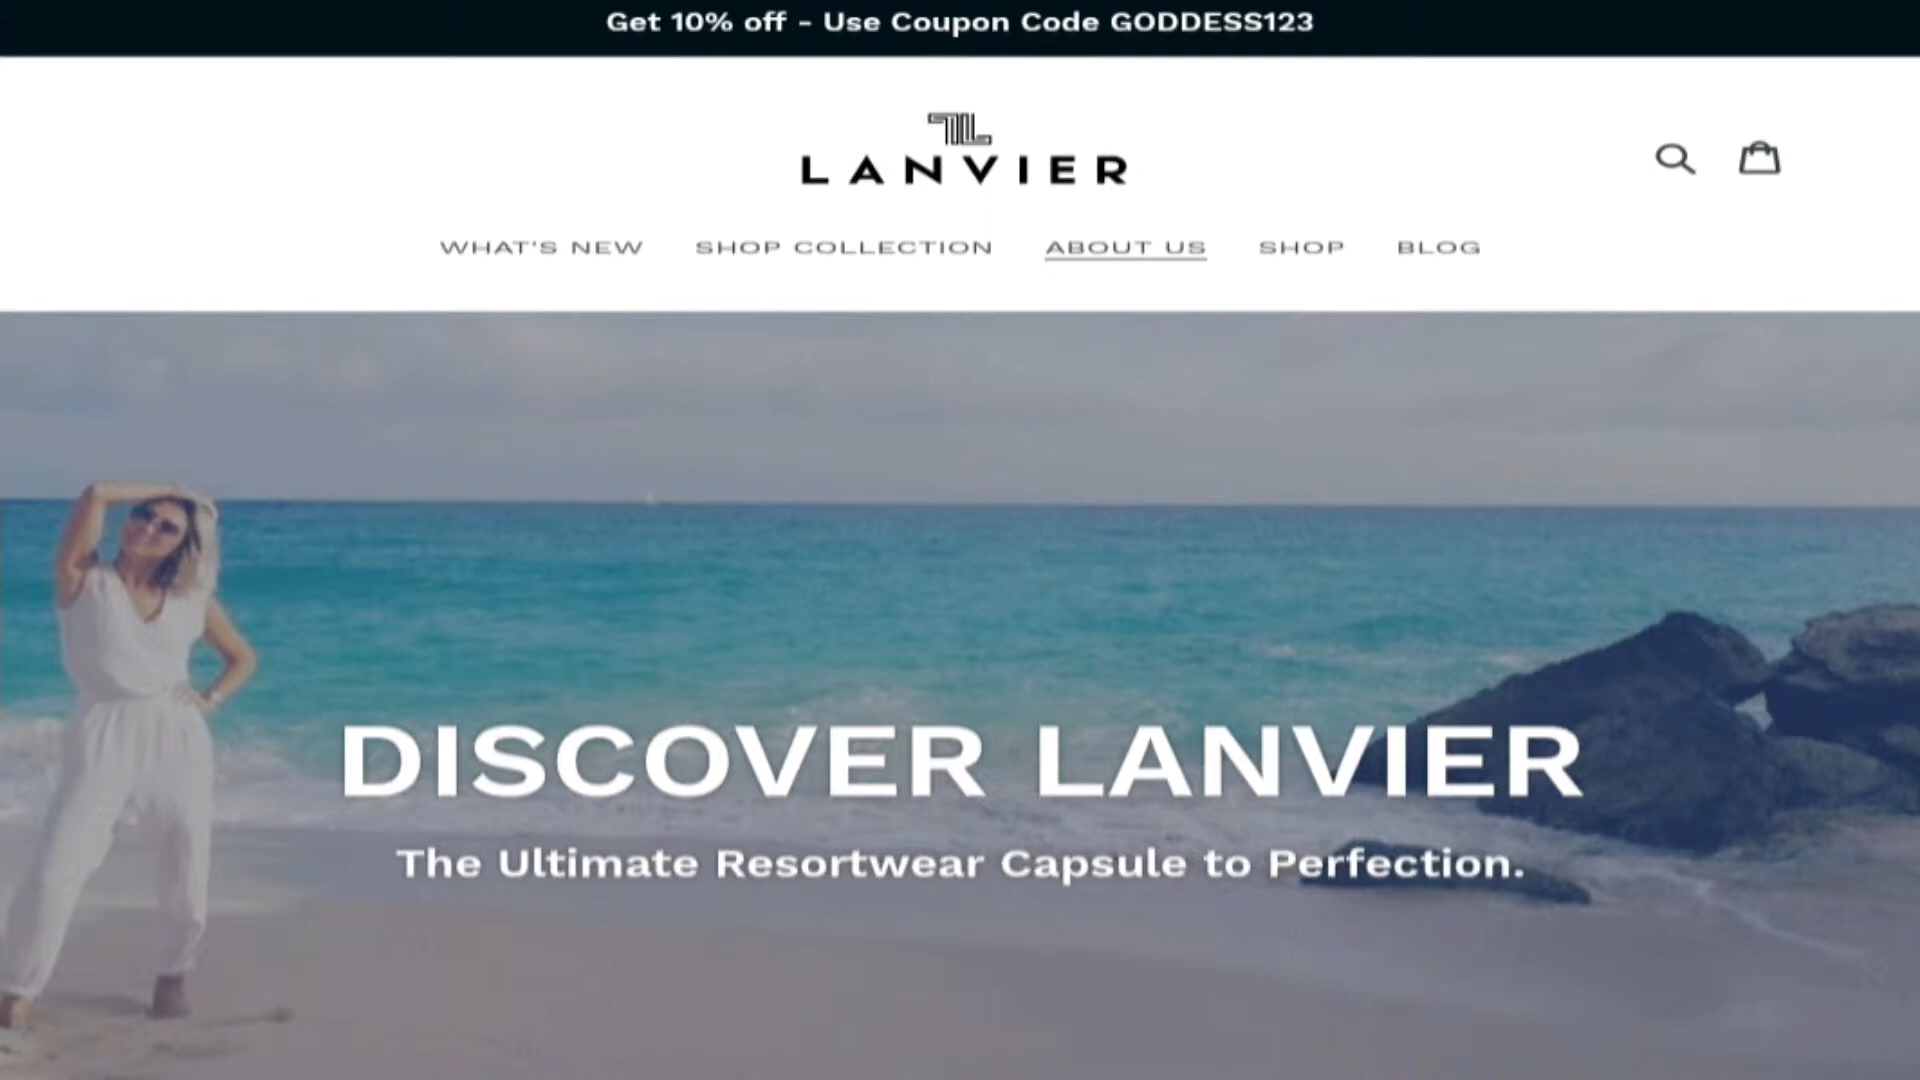 Get 10% off - Use Coupon Code GODDESS123
LANVIER
WHAT'S NEW SHOP COLLECTION ABOUT US SHOP BLOG
DISCOVER LANVIER
The Ultimate Resortwear Capsule to Perfection.